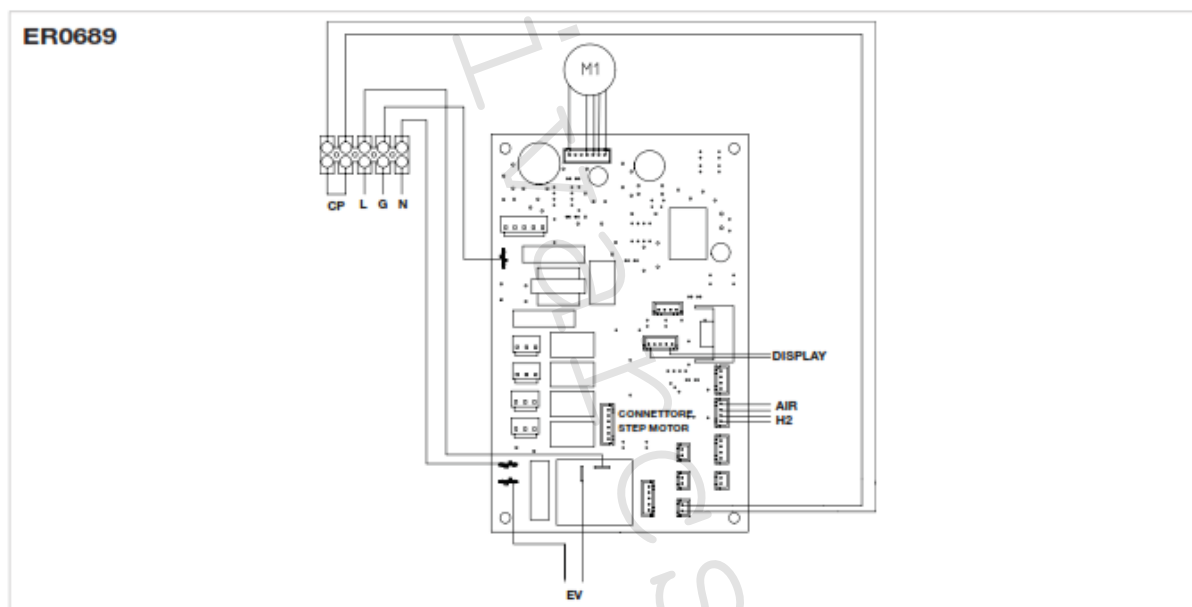 ER0689
M1
CP L G N
DISPLAY
AIR
H2
CONNETTORE
STEP MOTOR
EV